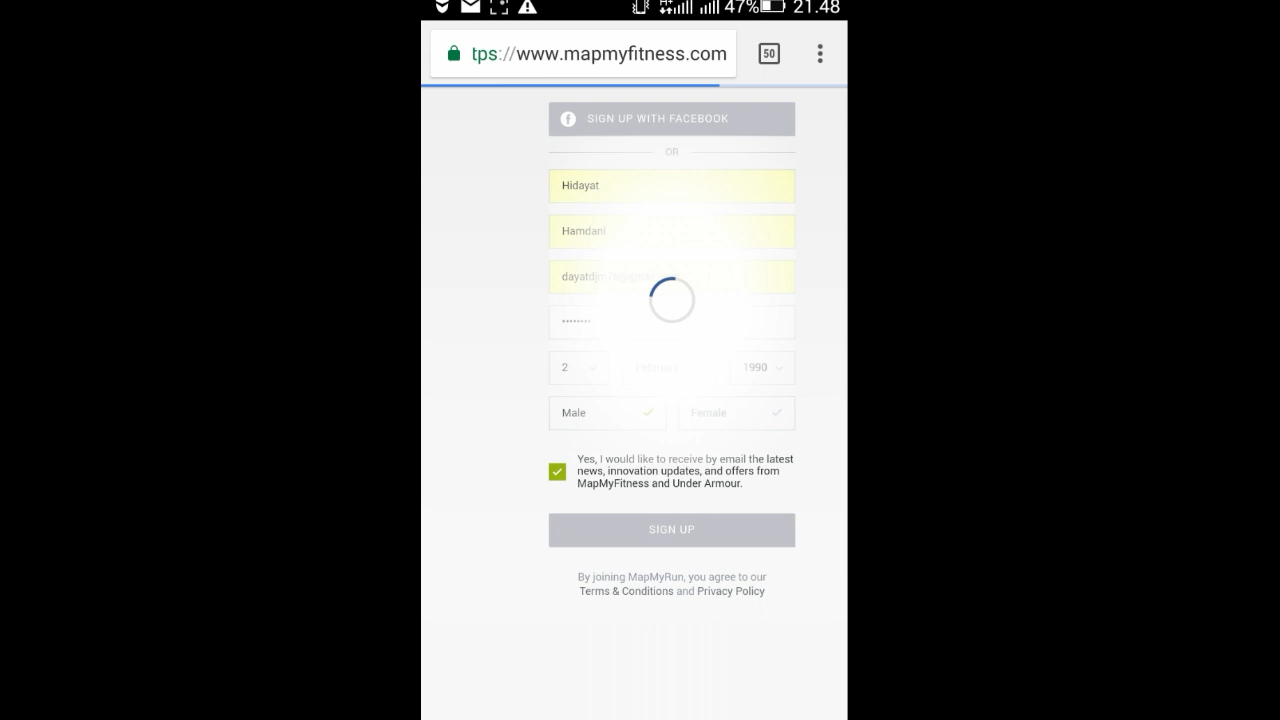 47% 21.48
tps://www.mapmyfitness.com 50
SIGN UP WITH FACEBOOK
OR
Hidayat
Hamdani
2 February 1990
Male Female
Yes, I would like to receive by email the latest
news, innovation updates, and offers from
MapMyFitness and Under Armour.
SIGN UP
By joining MapMyRun, you agree to our
Terms & Conditions and Privacy Policy